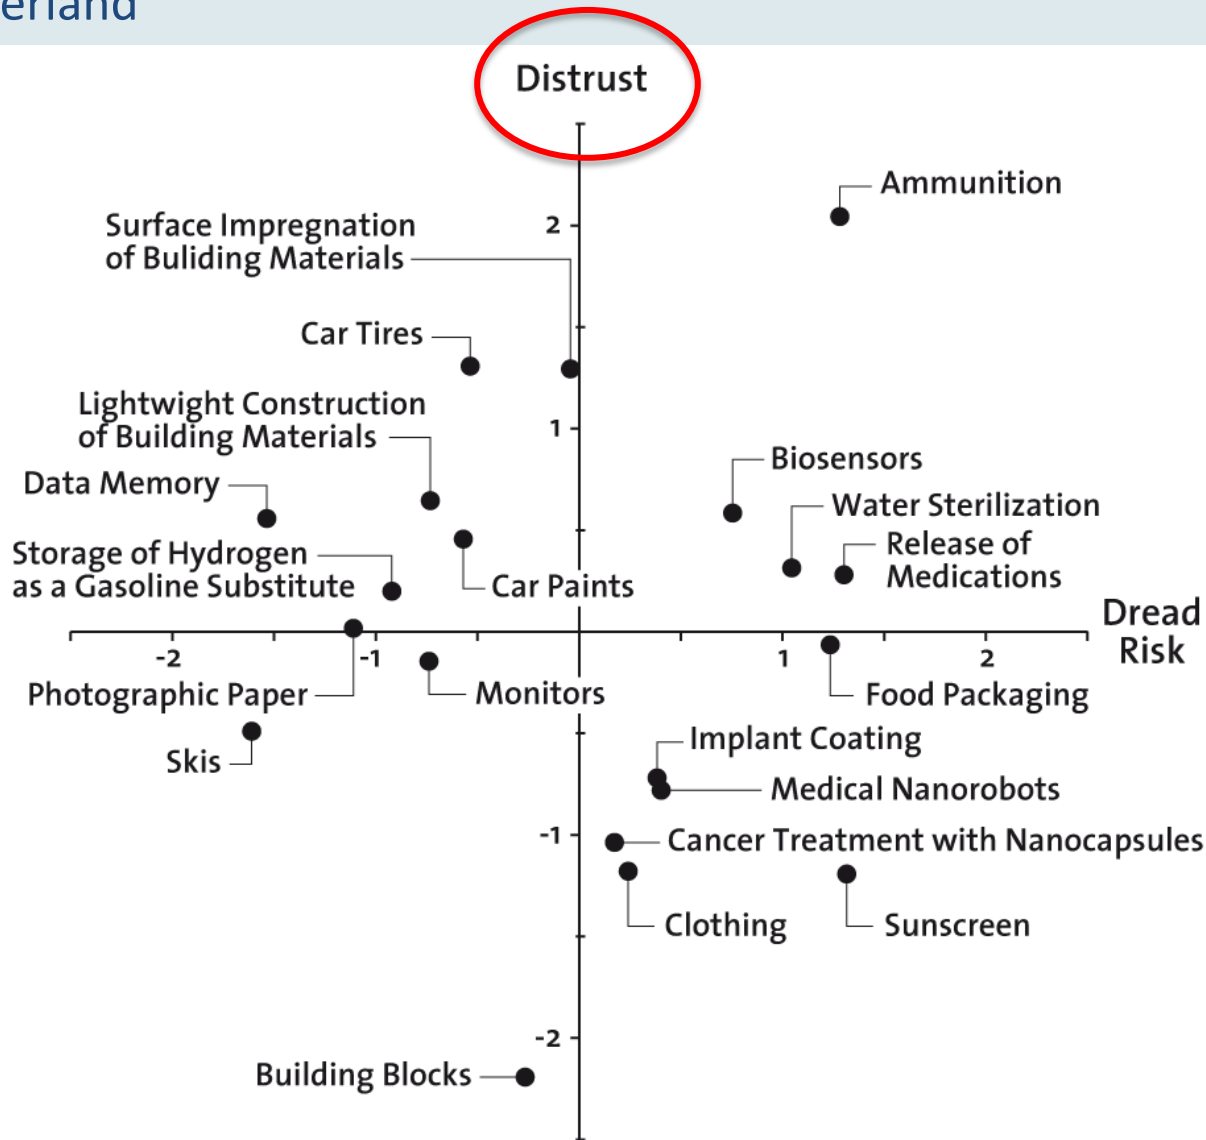 erland
Distrust
Ammunition
Surface Impregnation
of Buliding Materials
2
Car Tires
Lightwight Construction
of Building Materials
1
Biosensors
Data Memory
Water Sterilization
Storage of Hydrogen
as a Gasoline Substitute
Car Paints
Release of
Medications
Dread
Risk
-2
-1
1
2
Photographic Paper
Monitors
Food Packaging
Skis
Implant Coating
Medical Nanorobots
-1
Cancer Treatment with Nanocapsules
Clothing
Sunscreen
-2
Building Blocks